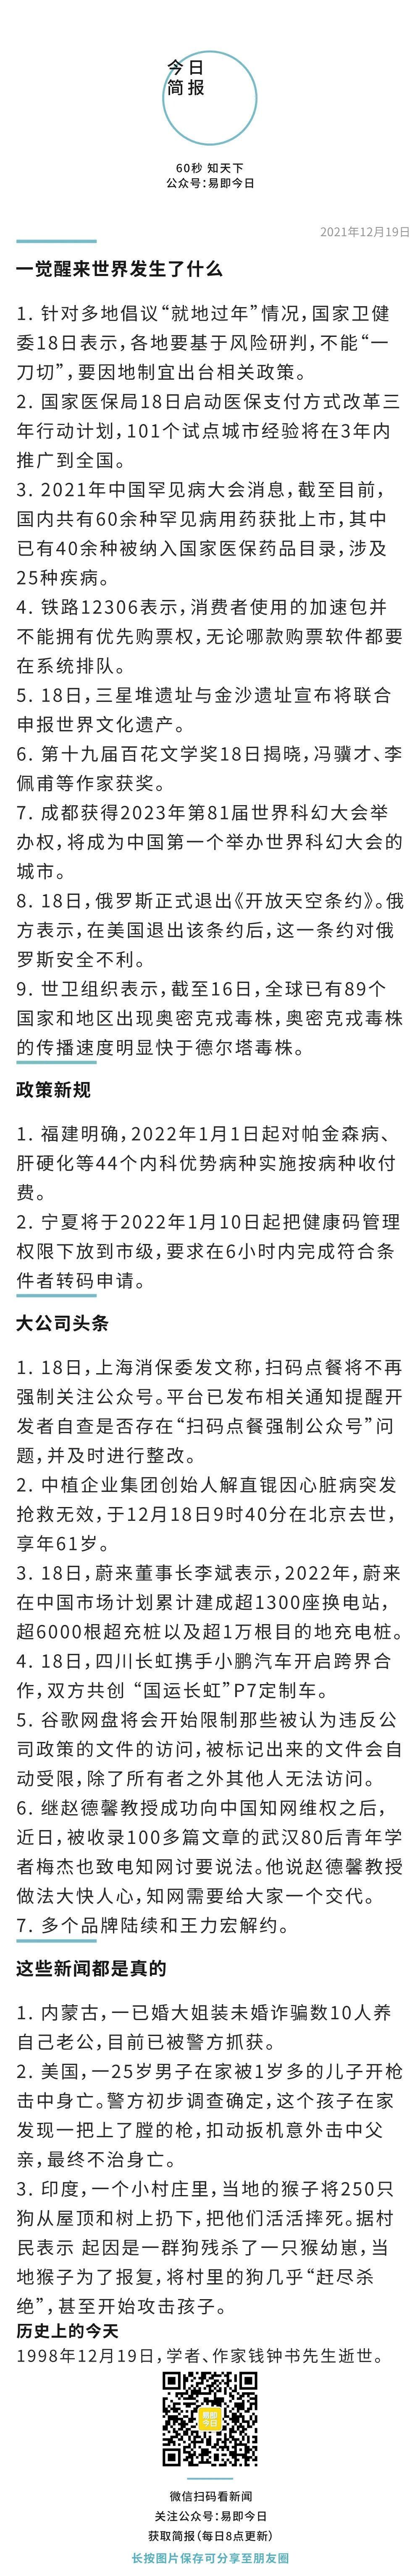 今日
简报
60秒 知天下
公众号:易即今日
2021年12月19日
一觉醒来世界发生了什么
1. 针对多地倡议“就地过年”情况,国家卫健
委18日表示,各地要基于风险研判,不能“一
刀切”,要因地制宜出台相关政策。
2. 国家医保局18日启动医保支付方式改革三
年行动计划,101个试点城市经验将在3年内
推广到全国。
3. 2021年中国罕见病大会消息,截至目前,
国内共有60余种罕见病用药获批上市,其中
已有40余种被纳入国家医保药品目录,涉及
25种疾病。
4. 铁路12306表示,消费者使用的加速包并
不能拥有优先购票权,无论哪款购票软件都要
在系统排队。
5. 18日,三星堆遗址与金沙遗址宣布将联合
申报世界文化遗产。
6. 第十九届百花文学奖18日揭晓,冯骥才、李
佩甫等作家获奖。
7. 成都获得2023年第81届世界科幻大会举
办权,将成为中国第一个举办世界科幻大会的
城市。
8. 18日,俄罗斯正式退出《开放天空条约》。俄
方表示,在美国退出该条约后,这一条约对俄
罗斯安全不利。
9. 世卫组织表示,截至16日,全球已有89个
国家和地区出现奥密克戎毒株,奥密克戎毒株
的传播速度明显快于德尔塔毒株。
政策新规
1. 福建明确,2022年1月1日起对帕金森病、
肝硬化等44个内科优势病种实施按病种收付
费。
2. 宁夏将于2022年1月10日起把健康码管理
权限下放到市级,要求在6小时内完成符合条
件者转码申请。
大公司头条
1. 18日,上海消保委发文称,扫码点餐将不再
强制关注公众号。平台已发布相关通知提醒开
发者自查是否存在“扫码点餐强制公众号”问
题,并及时进行整改。
2. 中植企业集团创始人解直锟因心脏病突发
抢救无效,于12月18日9时40分在北京去世,
享年61岁。
3. 18日,蔚来董事长李斌表示,2022年,蔚来
在中国市场计划累计建成超1300座换电站,
超6000根超充桩以及超1万根目的地充电桩。
4. 18日,四川长虹携手小鹏汽车开启跨界合
作,双方共创 “国运长虹”P7定制车。
5. 谷歌网盘将会开始限制那些被认为违反公
司政策的文件的访问,被标记出来的文件会自
动受限,除了所有者之外其他人无法访问。
6. 继赵德馨教授成功向中国知网维权之后,
近日,被收录100多篇文章的武汉80后青年学
者梅杰也致电知网讨要说法。他说赵德馨教授
做法大快人心,知网需要给大家一个交代。
7. 多个品牌陆续和王力宏解约。
这些新闻都是真的
1. 内蒙古,一已婚大姐装未婚诈骗数10人养
自己老公,目前已被警方抓获。
2. 美国,一25岁男子在家被1岁多的儿子开枪
击中身亡。警方初步调查确定,这个孩子在家
发现一把上了膛的枪,扣动扳机意外击中父
亲,最终不治身亡。
3. 印度,一个小村庄里,当地的猴子将250只
狗从屋顶和树上扔下,把他们活活摔死。据村
民表示 起因是一群狗残杀了一只猴幼崽,当
地猴子为了报复,将村里的狗几乎“赶尽杀
绝”,甚至开始攻击孩子。
历史上的今天
1998年12月19日,学者、作家钱钟书先生逝世。
易即
今日
微信扫码看新闻
关注公众号:易即今日
获取简报(每日8点更新)
长按图片保存可分享至朋友圈